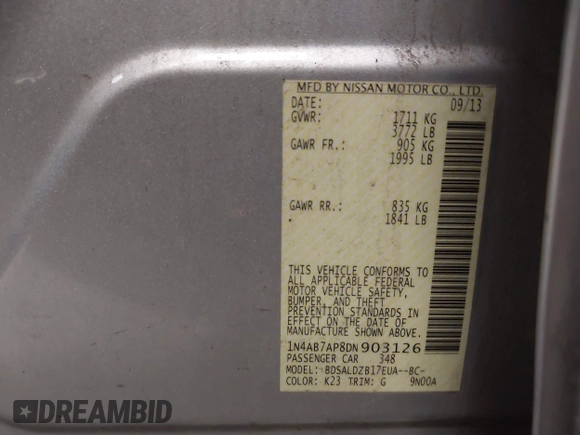 MFD BY NISSAN MOTOR CO., LTD.
DATE: 09/13
GVWR: 1711 KG
3772 LB
GAWR FR.: 905 KG
1995 LB
GAWR RR.: 835 KG
1841 LB
THIS VEHICLE CONFORMS TO
ALL APPLICABLE FEDERAL
MOTOR VEHICLE SAFETY,
BUMPER, AND THEFT
PREVENTION STANDARDS IN
EFFECT ON THE DATE OF
MANUFACTURE SHOWN ABOVE.
1N4AB7AP8DN903126
PASSENGER CAR 348
MODEL: BDSALDZB17EUA--BC-
COLOR: K23 TRIM: G 9N00A
DREAMBID